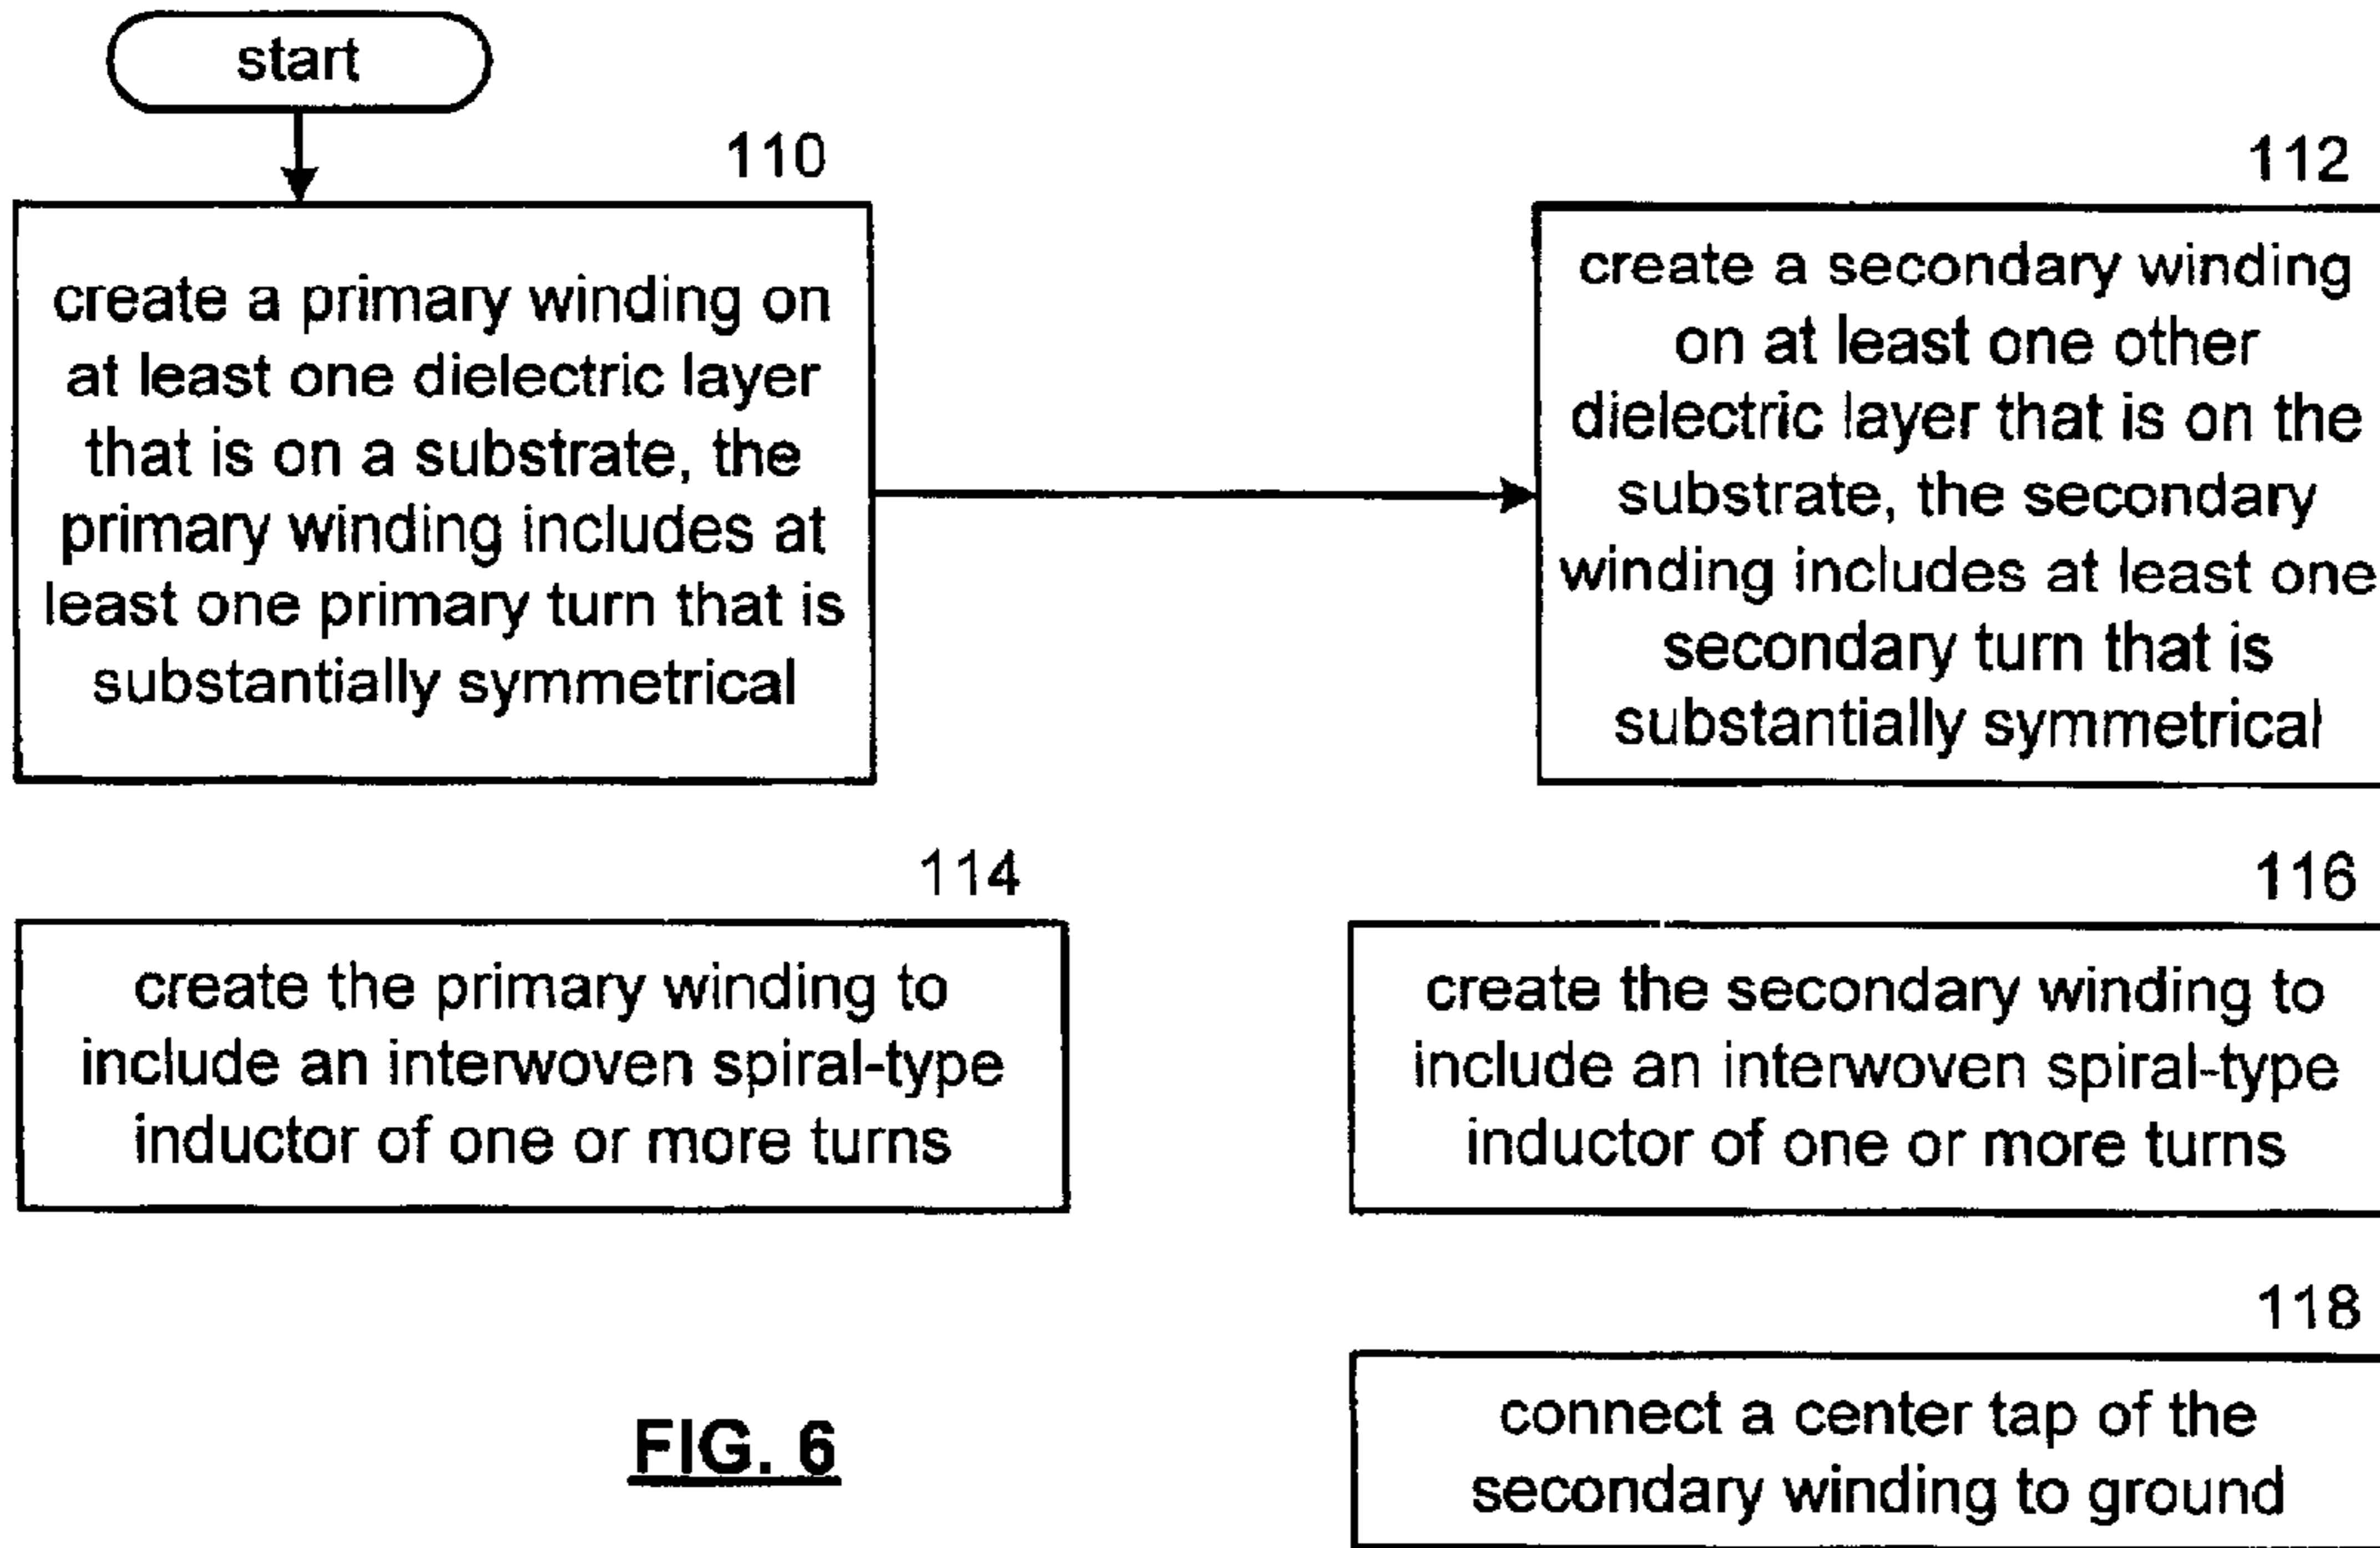 start
110
create a primary winding on
at least one dielectric layer
that is on a substrate, the
primary winding includes at
least one primary turn that is
substantially symmetrical
112
create a secondary winding
on at least one other
dielectric layer that is on the
substrate, the secondary
winding includes at least one
secondary turn that is
substantially symmetrical
114
create the primary winding to
include an interwoven spiral-type
inductor of one or more turns
116
create the secondary winding to
include an interwoven spiral-type
inductor of one or more turns
118
connect a center tap of the
secondary winding to ground
FIG. 6